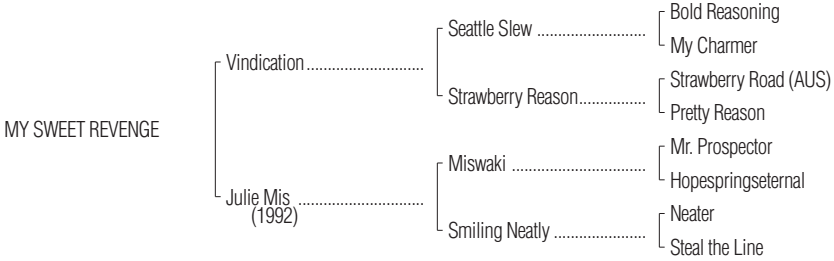 Bold Reasoning
Seattle Slew ........................
My Charmer
Vindication ..........................
Strawberry Road (AUS)
Strawberry Reason...............
Pretty Reason
MY SWEET REVENGE
Mr. Prospector
Miswaki ..............................
Hopespringseternal
Julie Mis ............................
(1992)
Neater
Smiling Neatly .....................
Steal the Line